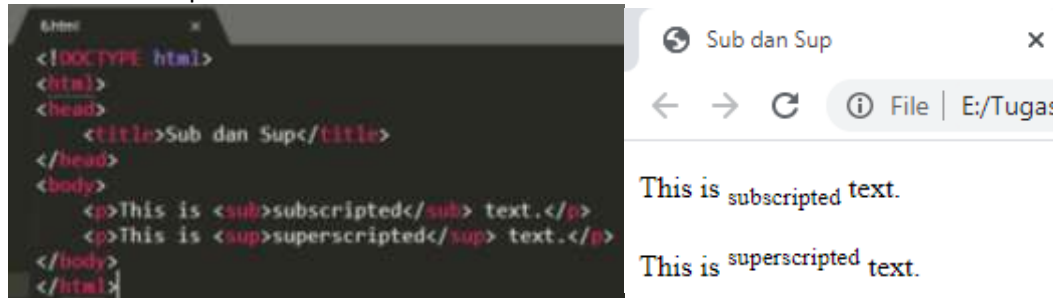 6.html ×
<!DOCTYPE html>
<html>
<head>
<title>Sub dan Sup</title>
</head>
<body>
<p>This is <sub>subscripted</sub> text.</p>
<p>This is <sup>superscripted</sup> text.</p>
</body>
</html>
Sub dan Sup ×
File | E:/Tugas
This is subscripted text.
This is superscripted text.